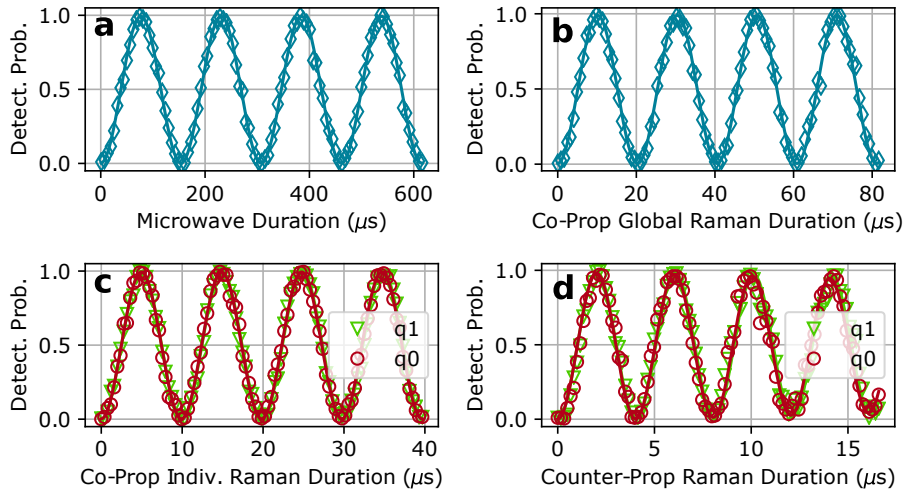 a
Detect. Prob.
1.0
0.5
0.0
0 200 400 600
Microwave Duration (μs)
b
Detect. Prob.
1.0
0.5
0.0
0 20 40 60 80
Co-Prop Global Raman Duration (μs)
c
Detect. Prob.
1.0
0.5
0.0
q1
q0
0 10 20 30 40
Co-Prop Indiv. Raman Duration (μs)
d
Detect. Prob.
1.0
0.5
0.0
q1
q0
0 5 10 15
Counter-Prop Raman Duration (μs)